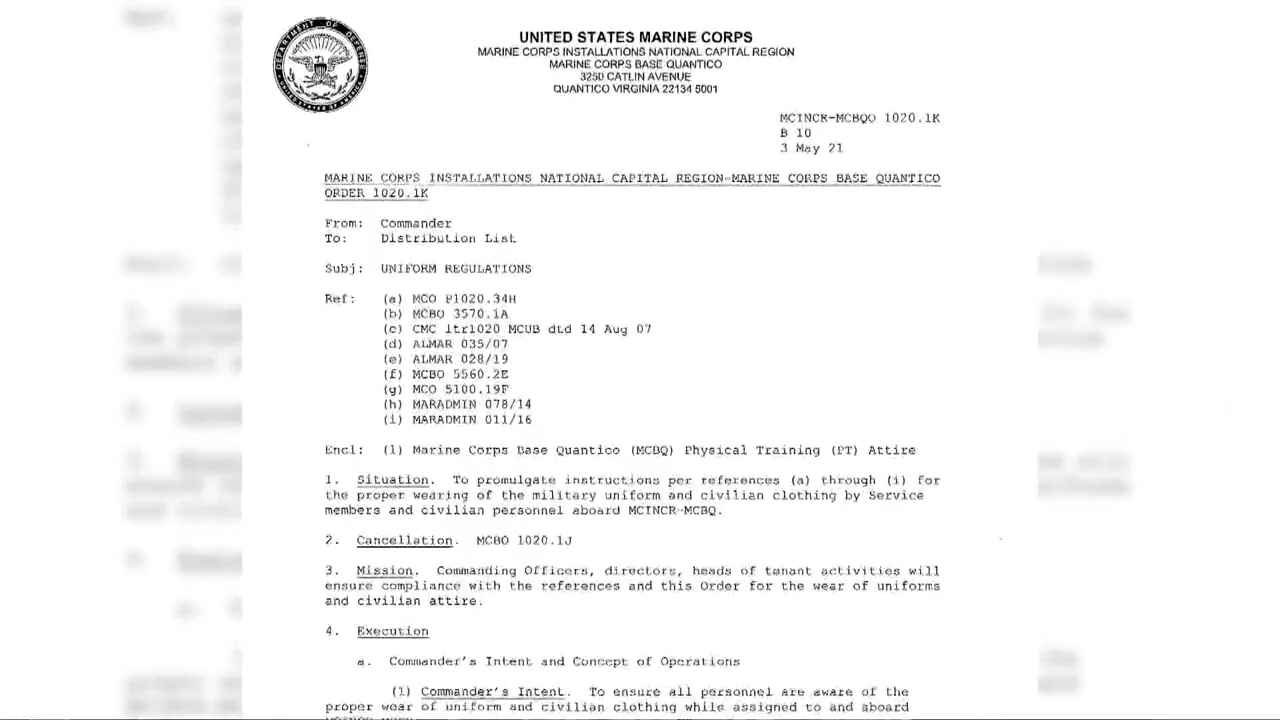 DEPARTMENT OF DEFENSE
UNITED STATES OF AMERICA
UNITED STATES MARINE CORPS
MARINE CORPS INSTALLATIONS NATIONAL CAPITAL REGION
MARINE CORPS BASE QUANTICO
3250 CATLIN AVENUE
QUANTICO VIRGINIA 22134 5001
MCINCR-MCBQO 1020.1K
B 10
3 May 21
MARINE CORPS INSTALLATIONS NATIONAL CAPITAL REGION-MARINE CORPS BASE QUANTICO
ORDER 1020.1K
From: Commander
To: Distribution List
Subj: UNIFORM REGULATIONS
Ref: (a) MCO P1020.34H
(b) MCBO 3570.1A
(c) CMC ltr1020 MCUB dtd 14 Aug 07
(d) ALMAR 035/07
(e) ALMAR 028/19
(f) MCBO 5560.2E
(g) MCO 5100.19F
(h) MARADMIN 078/14
(i) MARADMIN 011/16
Encl: (1) Marine Corps Base Quantico (MCBQ) Physical Training (PT) Attire
1. Situation. To promulgate instructions per references (a) through (i) for
the proper wearing of the military uniform and civilian clothing by Service
members and civilian personnel aboard MCINCR-MCBQ.
2. Cancellation. MCBO 1020.1J
3. Mission. Commanding Officers, directors, heads of tenant activities will
ensure compliance with the references and this Order for the wear of uniforms
and civilian attire.
4. Execution
a. Commander's Intent and Concept of Operations
(1) Commander's Intent. To ensure all personnel are aware of the
proper wear of uniform and civilian clothing while assigned to and aboard